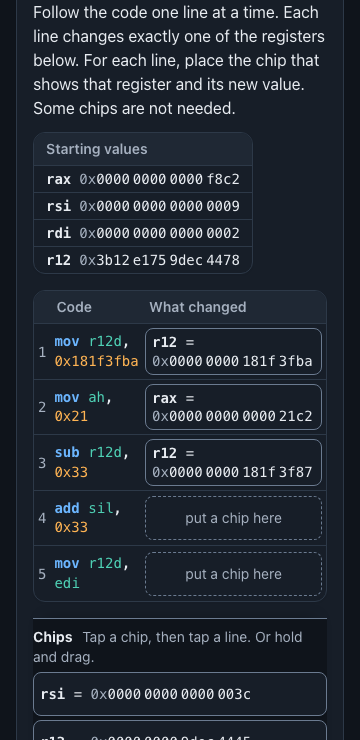 Follow the code one line at a time. Each
line changes exactly one of the registers
below. For each line, place the chip that
shows that register and its new value.
Some chips are not needed.
Starting values
rax 0x0000 0000 0000 f8c2
rsi 0x0000 0000 0000 0009
rdi 0x0000 0000 0000 0002
r12 0x3b12 e175 9dec 4478
Code What changed
1 mov r12d, 0x181f3fba r12 = 0x0000 0000 181f 3fba
2 mov ah, 0x21 rax = 0x0000 0000 0000 21c2
3 sub r12d, 0x33 r12 = 0x0000 0000 181f 3f87
4 add sil, 0x33 put a chip here
5 mov r12d, edi put a chip here
Chips Tap a chip, then tap a line. Or hold
and drag.
rsi = 0x0000 0000 0000 003c